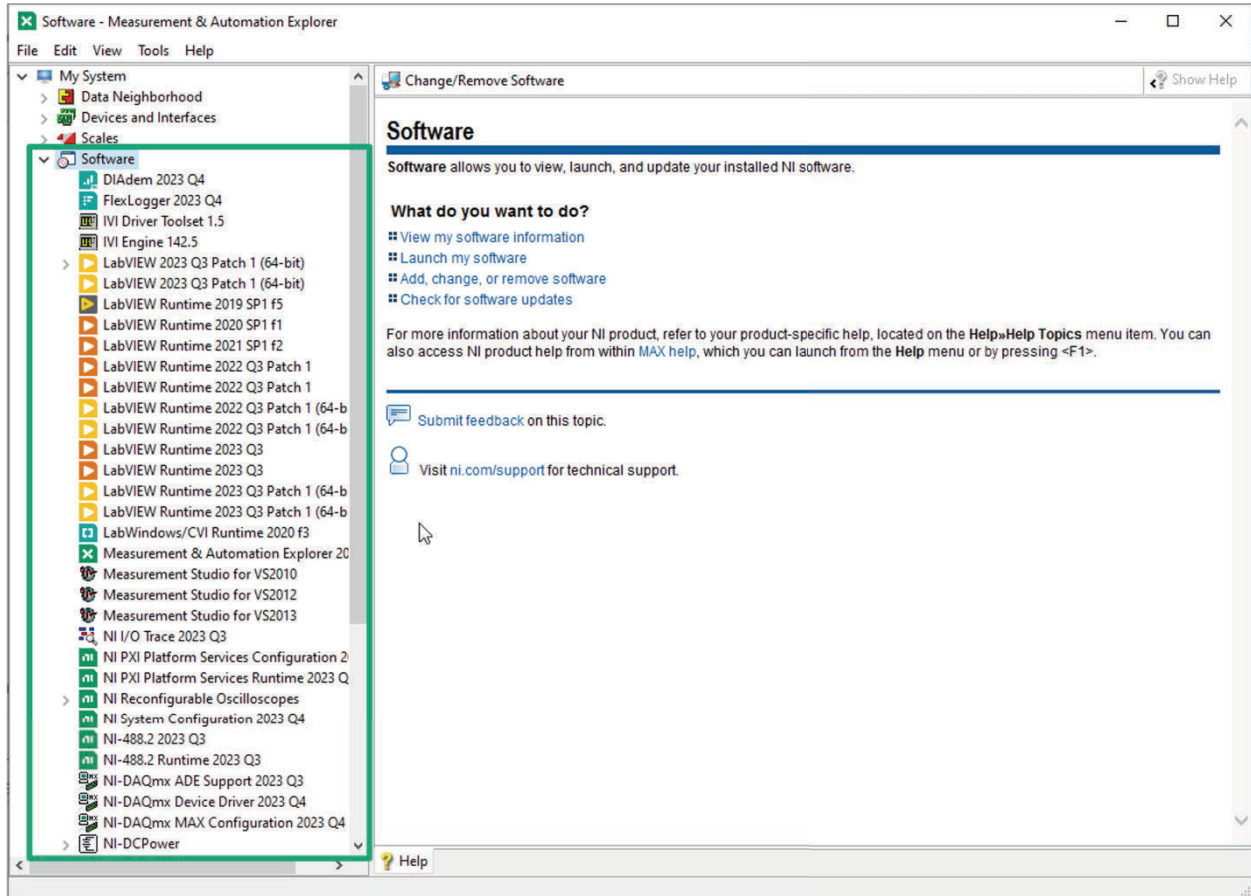 Software - Measurement & Automation Explorer
File Edit View Tools Help
My System
Data Neighborhood
Devices and Interfaces
Scales
Software
DIAdem 2023 Q4
FlexLogger 2023 Q4
IVI Driver Toolset 1.5
IVI Engine 142.5
LabVIEW 2023 Q3 Patch 1 (64-bit)
LabVIEW 2023 Q3 Patch 1 (64-bit)
LabVIEW Runtime 2019 SP1 f5
LabVIEW Runtime 2020 SP1 f1
LabVIEW Runtime 2021 SP1 f2
LabVIEW Runtime 2022 Q3 Patch 1
LabVIEW Runtime 2022 Q3 Patch 1
LabVIEW Runtime 2022 Q3 Patch 1 (64-b
LabVIEW Runtime 2022 Q3 Patch 1 (64-b
LabVIEW Runtime 2023 Q3
LabVIEW Runtime 2023 Q3
LabVIEW Runtime 2023 Q3 Patch 1 (64-b
LabVIEW Runtime 2023 Q3 Patch 1 (64-b
LabWindows/CVI Runtime 2020 f3
Measurement & Automation Explorer 20
Measurement Studio for VS2010
Measurement Studio for VS2012
Measurement Studio for VS2013
NI I/O Trace 2023 Q3
NI PXI Platform Services Configuration 2
NI PXI Platform Services Runtime 2023 Q
NI Reconfigurable Oscilloscopes
NI System Configuration 2023 Q4
NI-488.2 2023 Q3
NI-488.2 Runtime 2023 Q3
NI-DAQmx ADE Support 2023 Q3
NI-DAQmx Device Driver 2023 Q4
NI-DAQmx MAX Configuration 2023 Q4
NI-DCPower
Change/Remove Software
Show Help
Software
Software allows you to view, launch, and update your installed NI software.
What do you want to do?
View my software information
Launch my software
Add, change, or remove software
Check for software updates
For more information about your NI product, refer to your product-specific help, located on the Help»Help Topics menu item. You can
also access NI product help from within MAX help, which you can launch from the Help menu or by pressing <F1>.
Submit feedback on this topic.
Visit ni.com/support for technical support.
Help